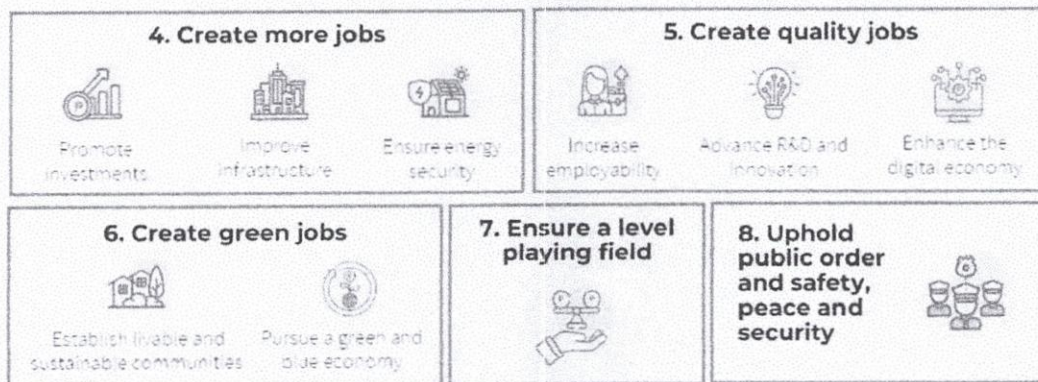 4. Create more jobs
Promote
investments
Improve
infrastructure
Ensure energy
security
5. Create quality jobs
Increase
employability
Advance R&D and
Innovation
Enhance the
digital economy
6. Create green jobs
Establish livable and
sustainable communities
Pursue a green and
blue economy
7. Ensure a level
playing field
8. Uphold
public order
and safety,
peace and
security